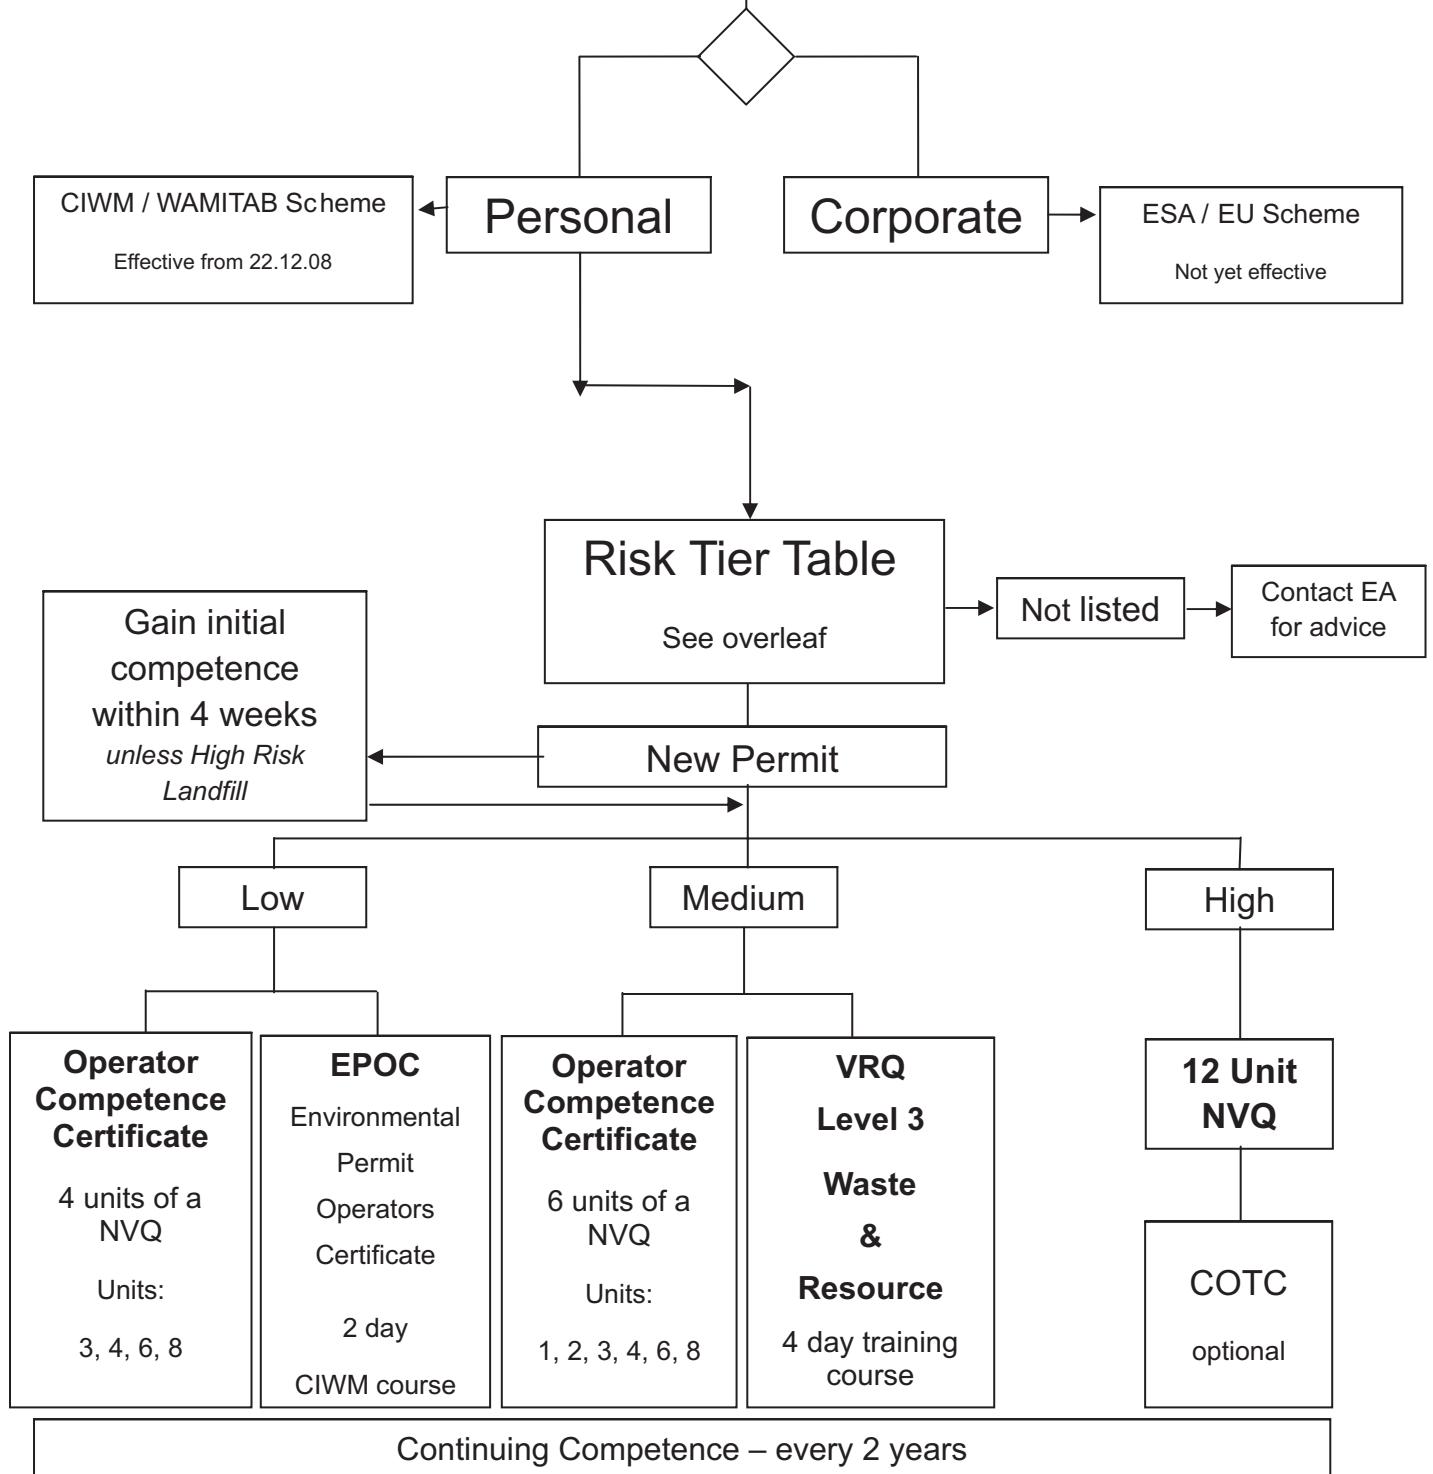 CIWM / WAMITAB Scheme
Effective from 22.12.08
Personal
Corporate
ESA / EU Scheme
Not yet effective
Risk Tier Table
See overleaf
Not listed
Contact EA
for advice
Gain initial
competence
within 4 weeks
unless High Risk
Landfill
New Permit
Low
Medium
High
Operator
Competence
Certificate
4 units of a
NVQ
Units:
3, 4, 6, 8
EPOC
Environmental
Permit
Operators
Certificate
2 day
CIWM course
Operator
Competence
Certificate
6 units of a
NVQ
Units:
1, 2, 3, 4, 6, 8
VRQ
Level 3
Waste
&
Resource
4 day training
course
12 Unit
NVQ
COTC
optional
Continuing Competence – every 2 years